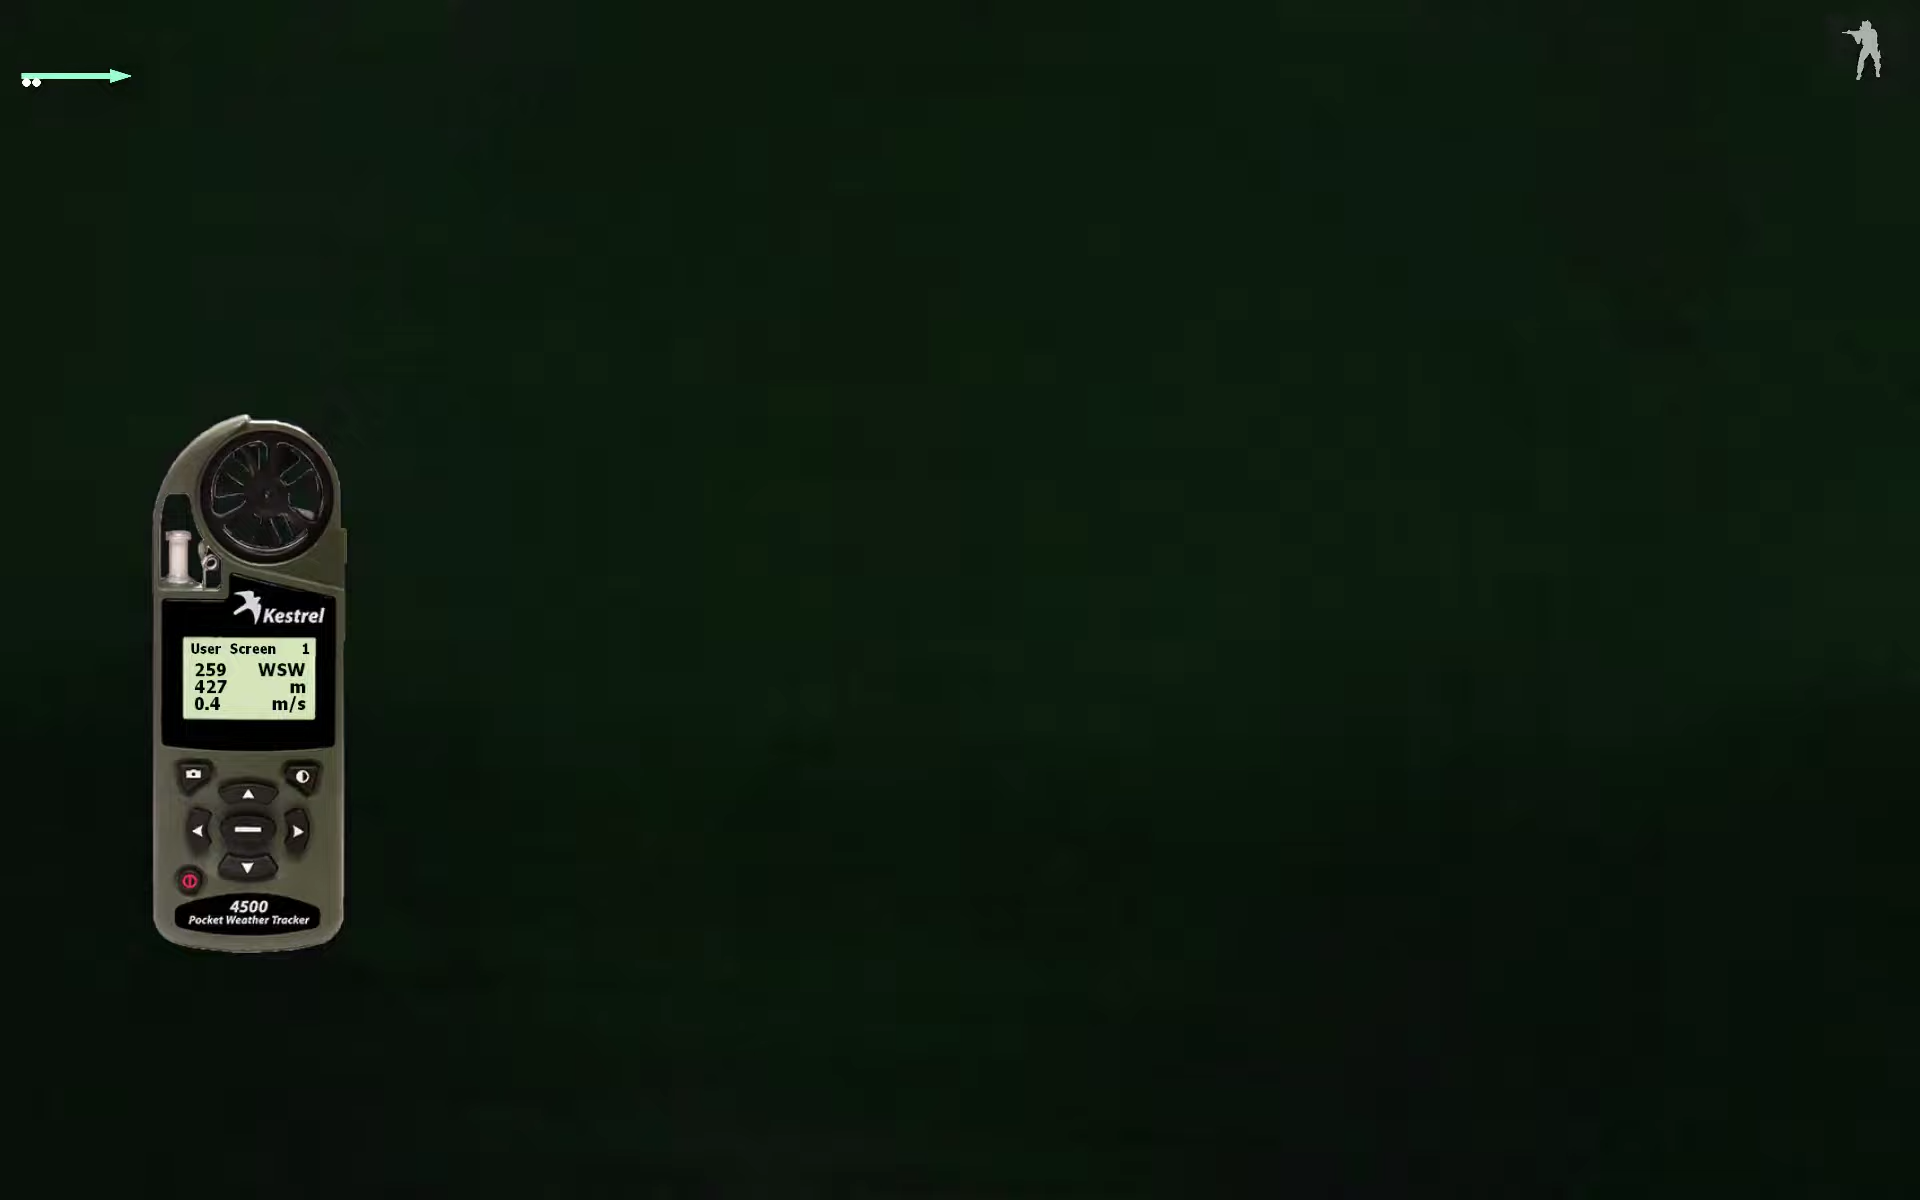 Kestrel
User Screen 1
259 WSW
427 m
0.4 m/s
4500
Pocket Weather Tracker